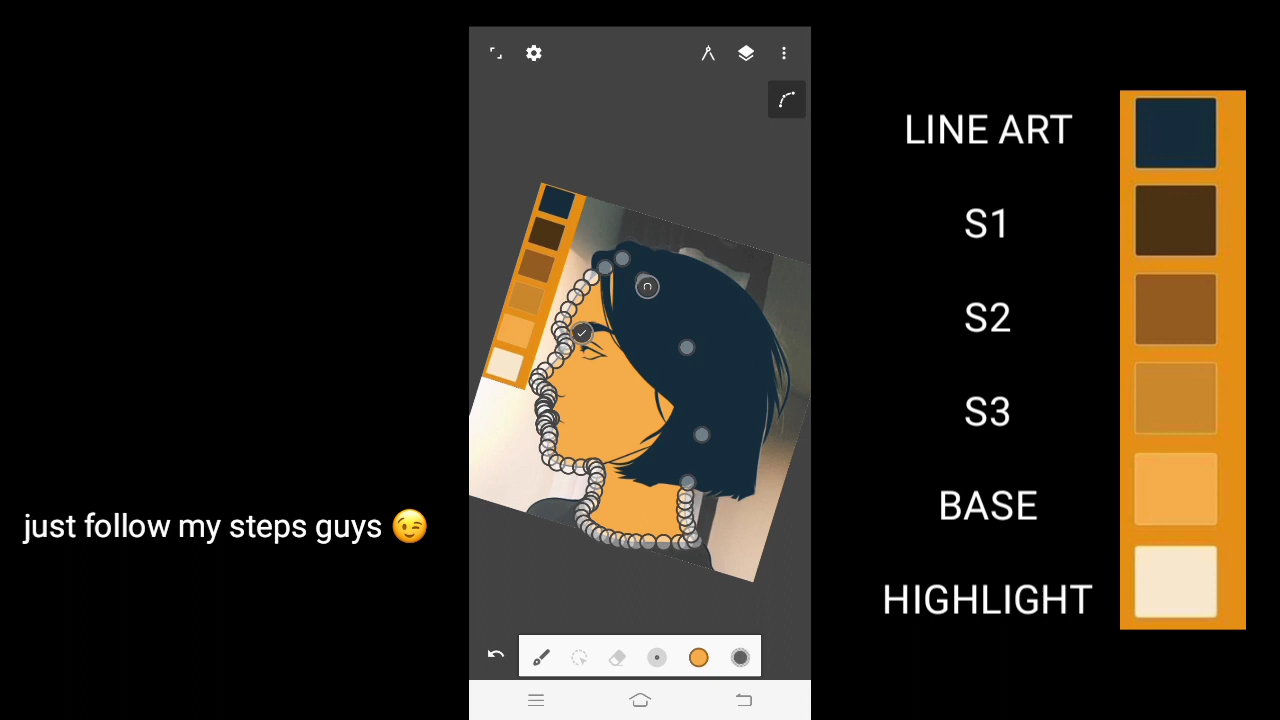 LINE ART
S1
S2
S3
BASE
just follow my steps guys 😉
HIGHLIGHT